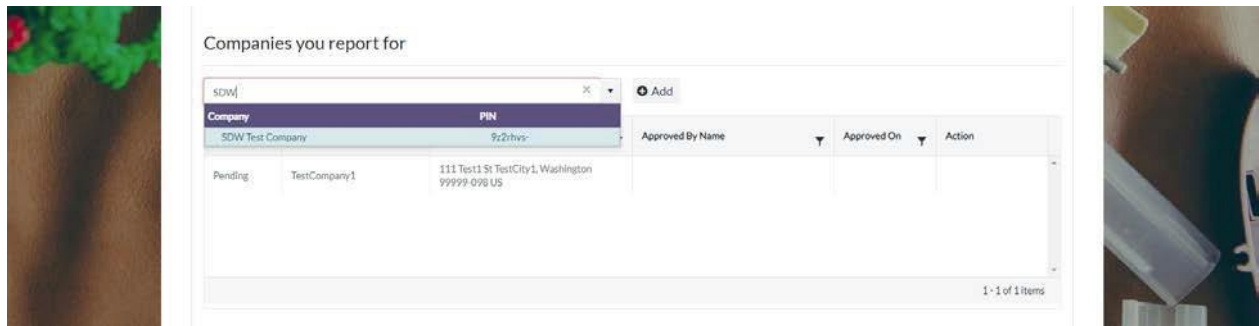 Companies you report for
SDW
Add
Company PIN
SDW Test Company 9z2rhvs-
Approved By Name Approved On Action
Pending TestCompany1 111 Test1 St TestCity1, Washington
99999-098 US
1 - 1 of 1 items